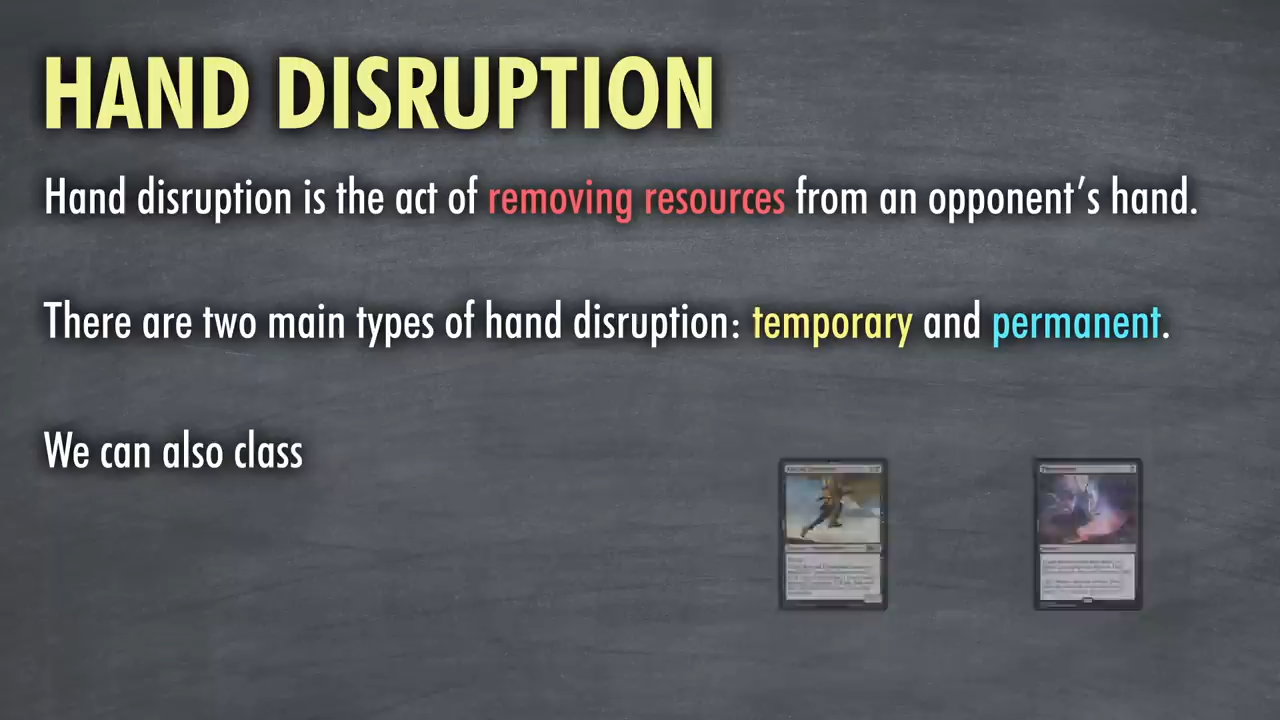 HAND DISRUPTION
Hand disruption is the act of removing resources from an opponent's hand.
There are two main types of hand disruption: temporary and permanent.
We can also class